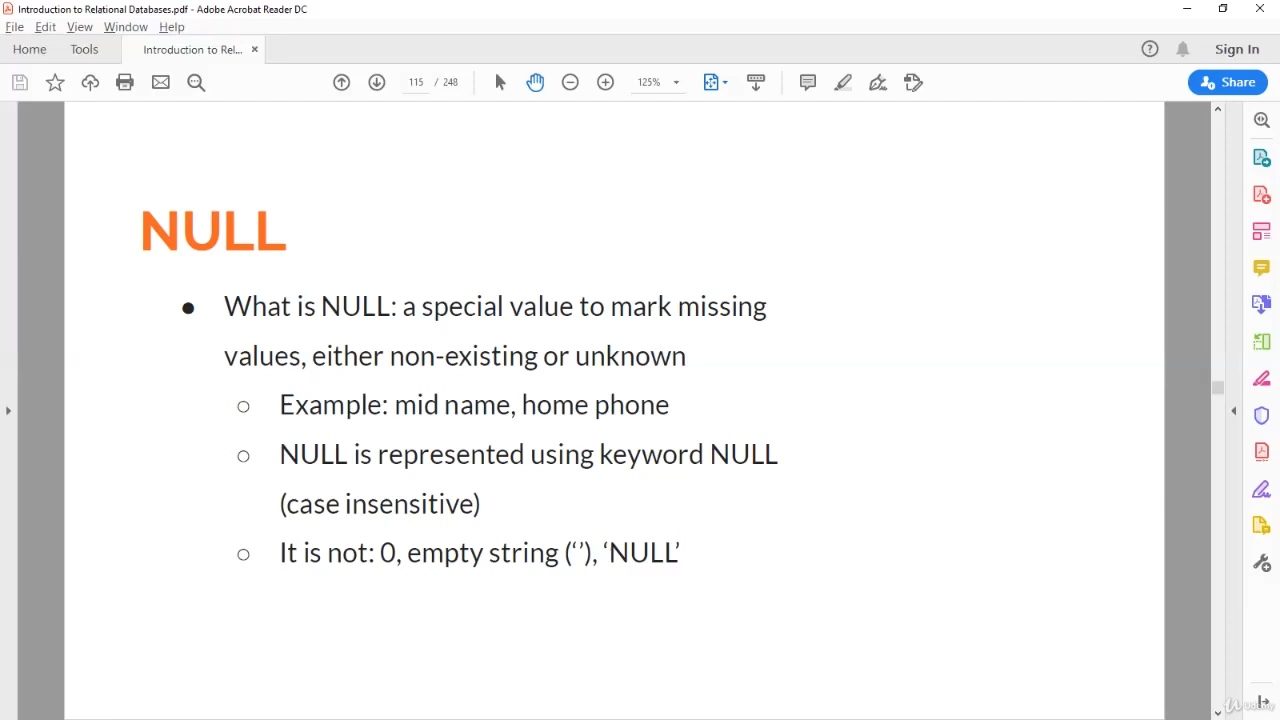 Introduction to Relational Databases.pdf - Adobe Acrobat Reader DC
File Edit View Window Help
Home Tools Introduction to Rel... × Sign In
115 / 248 125% Share
NULL
● What is NULL: a special value to mark missing
values, either non-existing or unknown
○ Example: mid name, home phone
○ NULL is represented using keyword NULL
(case insensitive)
○ It is not: 0, empty string (‘’), ‘NULL’
Udemy